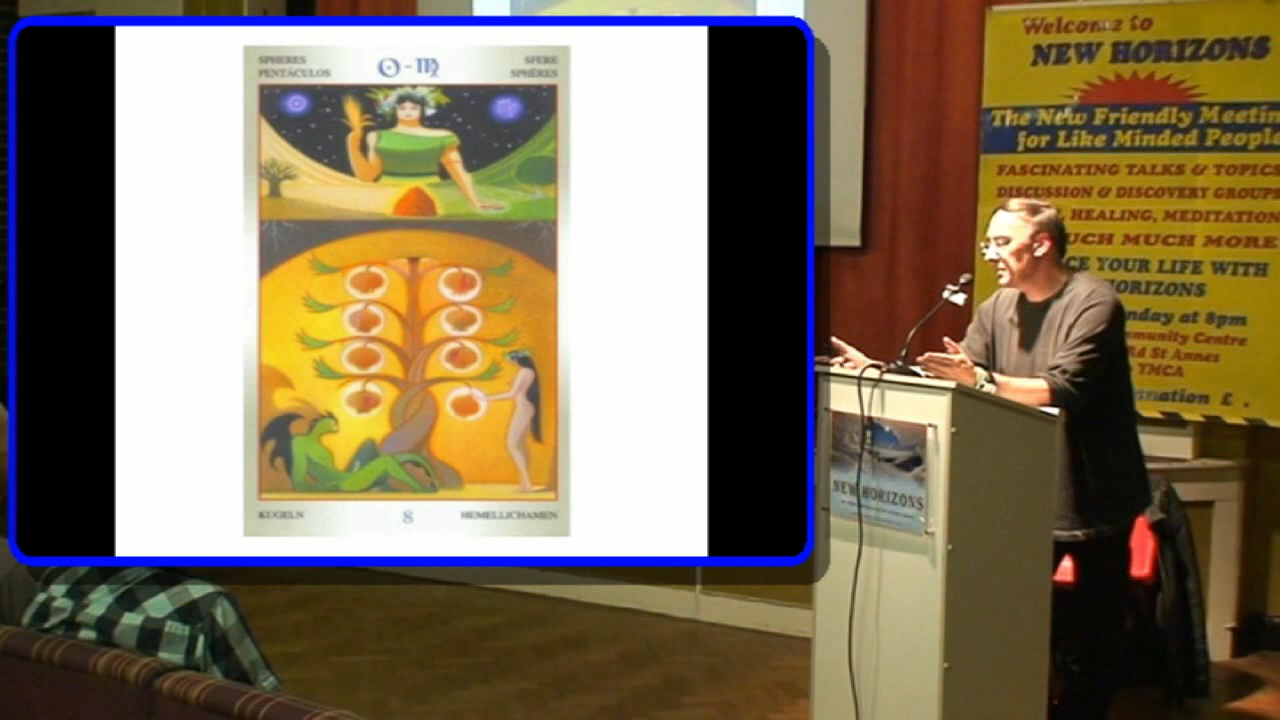 SPHERES
PENTÁCULOS
SFERE
SPHÈRES
KUGELN
8
HEMELLICHAMEN
Welcome to
NEW HORIZONS
The New Friendly Meetin
for Like Minded People
FASCINATING TALKS & TOPICS
DISCUSSION & DISCOVERY GROUPS
, HEALING, MEDITATION
UCH MUCH MORE
CE YOUR LIFE WITH
HORIZONS
nday at 8pm
mmunity Centre
Rd St Annes
YMCA
nation £ .
NEW HORIZONS